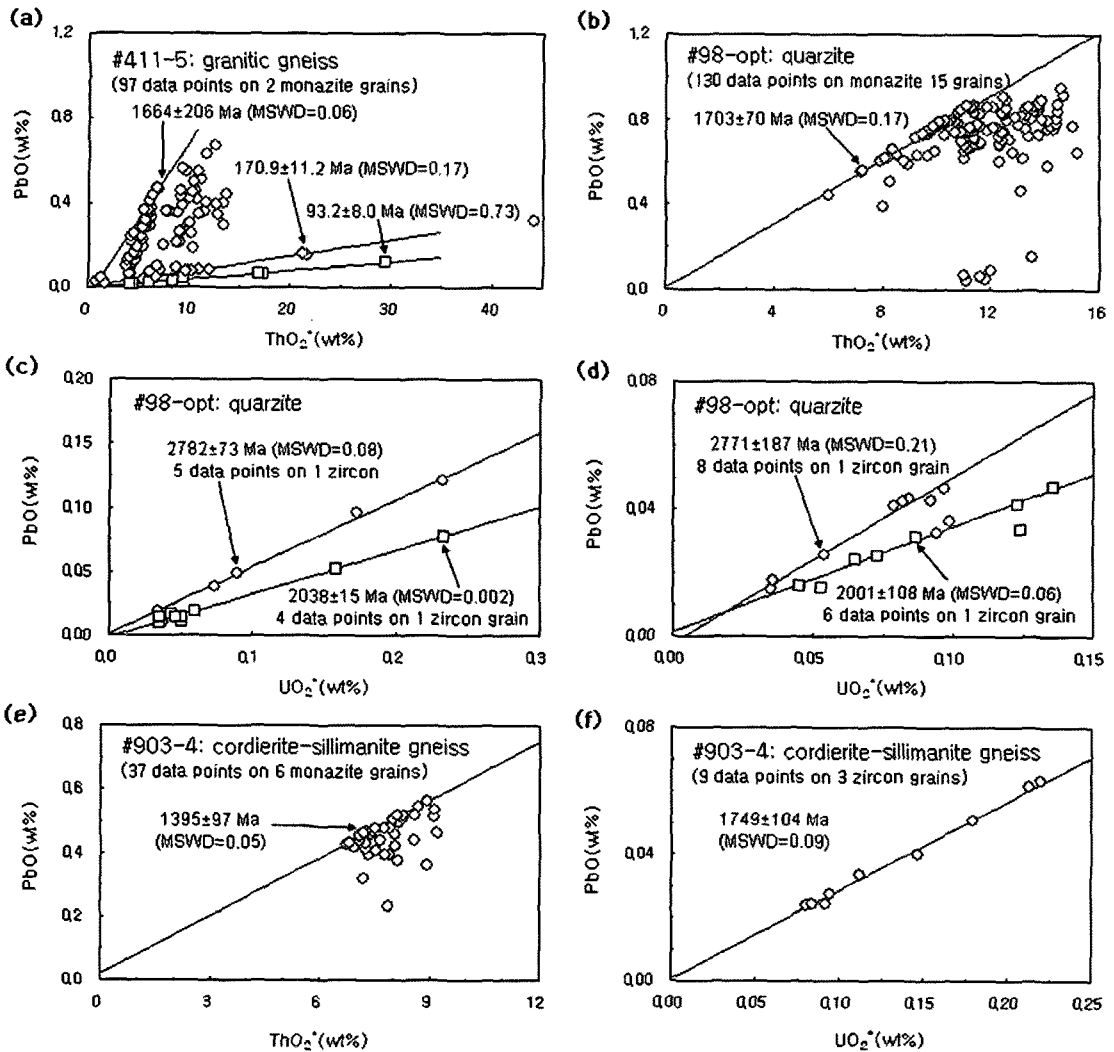 (a)
1.2
0.8
0.4
0.0
PbO(wt%)
#411-5: granitic gneiss
(97 data points on 2 monazite grains)
1664±206 Ma (MSWD=0.06)
170.9±11.2 Ma (MSWD=0.17)
93.2±8.0 Ma (MSWD=0.73)
0 10 20 30 40
ThO₂*(wt%)
(b)
1.2
0.8
0.4
0.0
PbO(wt%)
#98-opt: quarzite
(130 data points on monazite 15 grains)
1703±70 Ma (MSWD=0.17)
0 4 8 12 16
ThO₂*(wt%)
(c)
0.20
0.15
0.10
0.05
0.00
PbO(wt%)
#98-opt: quarzite
2782±73 Ma (MSWD=0.08)
5 data points on 1 zircon
2038±15 Ma (MSWD=0.002)
4 data points on 1 zircon grain
0.0 0.1 0.2 0.3
UO₂*(wt%)
(d)
0.08
0.04
0.00
PbO(wt%)
#98-opt: quarzite
2771±187 Ma (MSWD=0.21)
8 data points on 1 zircon grain
2001±108 Ma (MSWD=0.06)
6 data points on 1 zircon grain
0.00 0.05 0.10 0.15
UO₂*(wt%)
(e)
0.8
0.6
0.4
0.2
0.0
PbO(wt%)
#903-4: cordierite-sillimanite gneiss
(37 data points on 6 monazite grains)
1395±97 Ma
(MSWD=0.05)
0 3 6 9 12
ThO₂*(wt%)
(f)
0.08
0.04
0.00
PbO(wt%)
#903-4: cordierite-sillimanite gneiss
(9 data points on 3 zircon grains)
1749±104 Ma
(MSWD=0.09)
0.00 0.05 0.10 0.15 0.20 0.25
UO₂*(wt%)